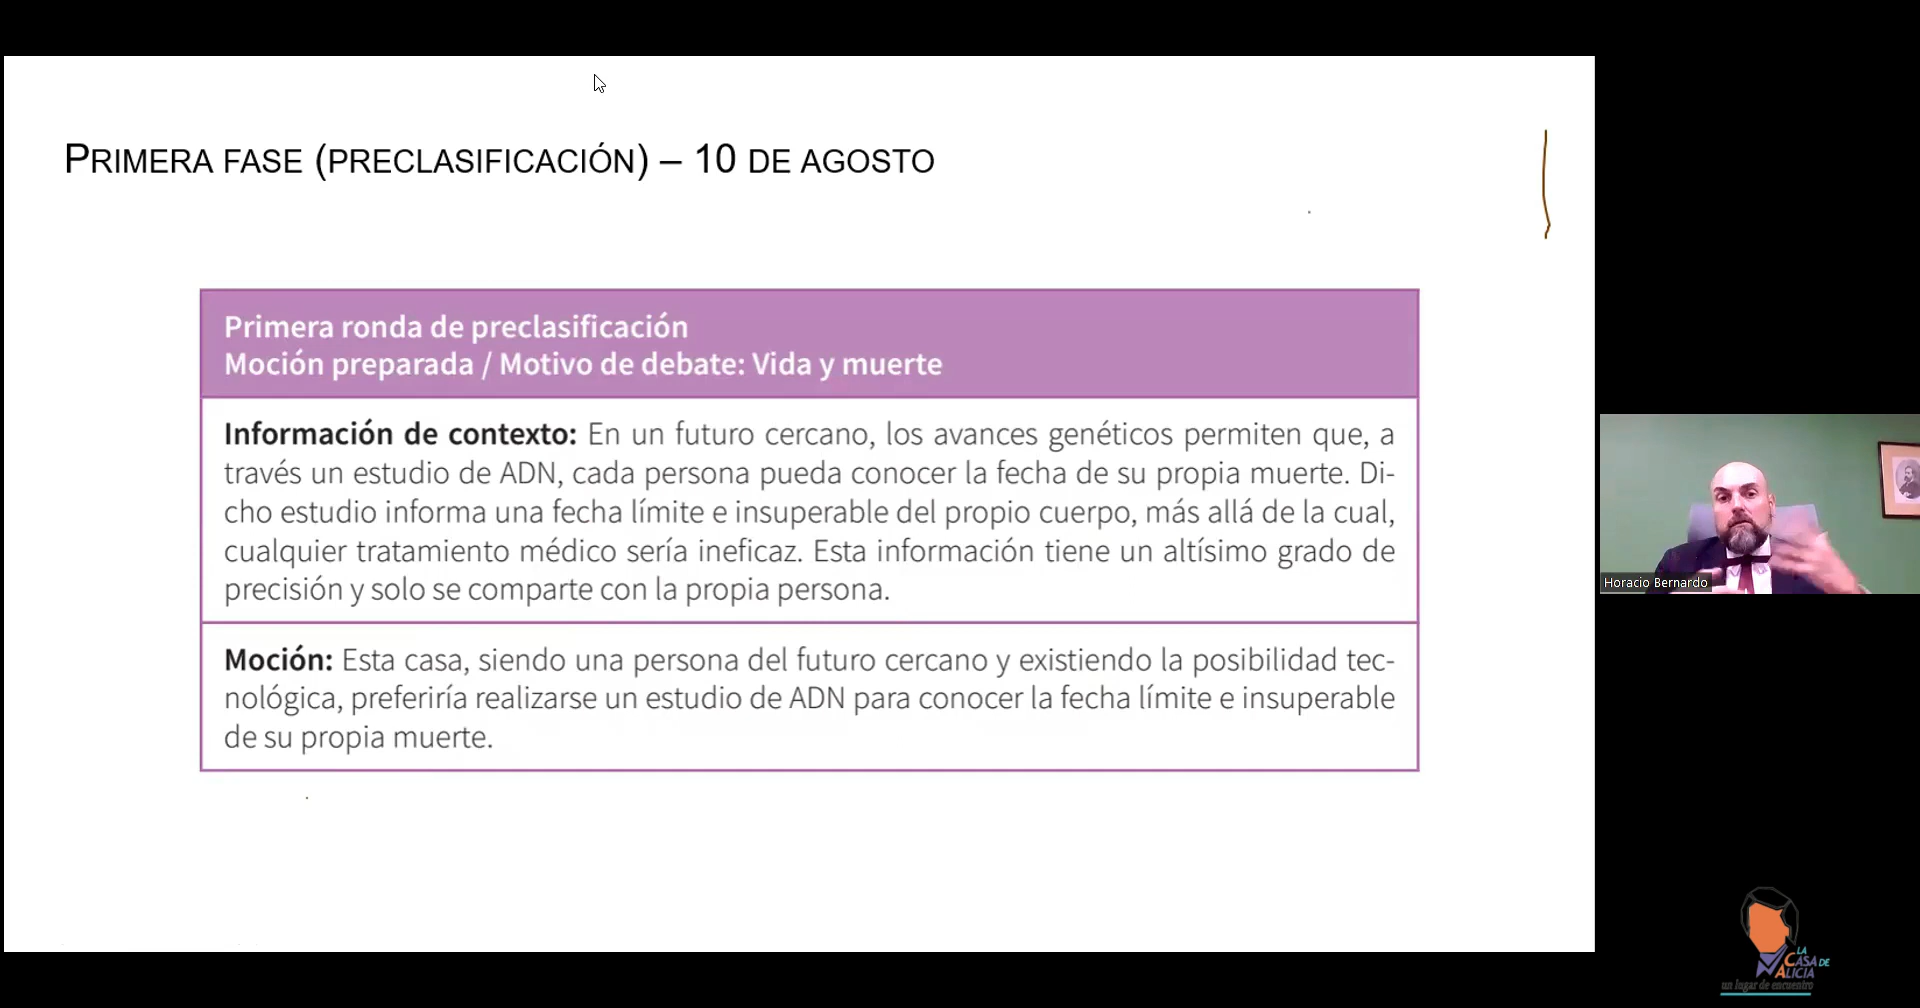 PRIMERA FASE (PRECLASIFICACIÓN) – 10 DE AGOSTO
Primera ronda de preclasificación
Moción preparada / Motivo de debate: Vida y muerte
Información de contexto: En un futuro cercano, los avances genéticos permiten que, a
través un estudio de ADN, cada persona pueda conocer la fecha de su propia muerte. Di-
cho estudio informa una fecha límite e insuperable del propio cuerpo, más allá de la cual,
cualquier tratamiento médico sería ineficaz. Esta información tiene un altísimo grado de
precisión y solo se comparte con la propia persona.
Moción: Esta casa, siendo una persona del futuro cercano y existiendo la posibilidad tec-
nológica, preferiría realizarse un estudio de ADN para conocer la fecha límite e insuperable
de su propia muerte.
Horacio Bernardo
LA
CASA DE
ALICIA
un lugar de encuentro